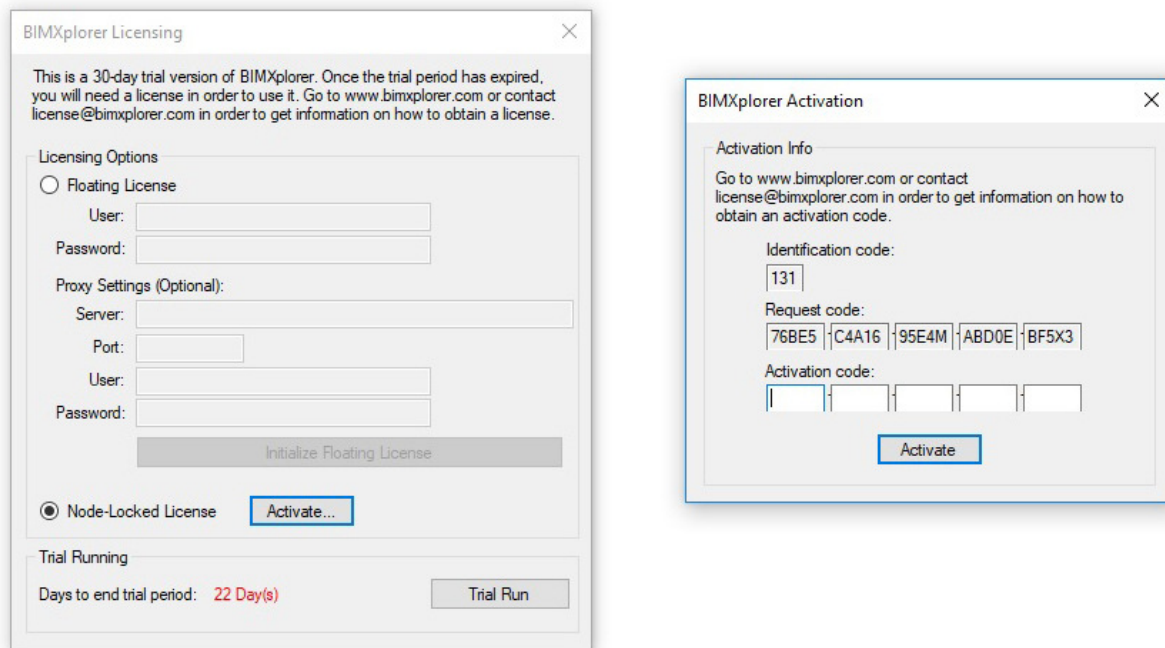 BIMXplorer Licensing
This is a 30-day trial version of BIMXplorer. Once the trial period has expired,
you will need a license in order to use it. Go to www.bimxplorer.com or contact
license@bimxplorer.com in order to get information on how to obtain a license.
Licensing Options
Floating License
User:
Password:
Proxy Settings (Optional):
Server:
Port:
User:
Password:
Initialize Floating License
Node-Locked License Activate...
Trial Running
Days to end trial period: 22 Day(s) Trial Run
BIMXplorer Activation
Activation Info
Go to www.bimxplorer.com or contact
license@bimxplorer.com in order to get information on how to
obtain an activation code.
Identification code:
131
Request code:
76BE5 - C4A16 - 95E4M - ABD0E - BF5X3
Activation code:
- - - -
Activate